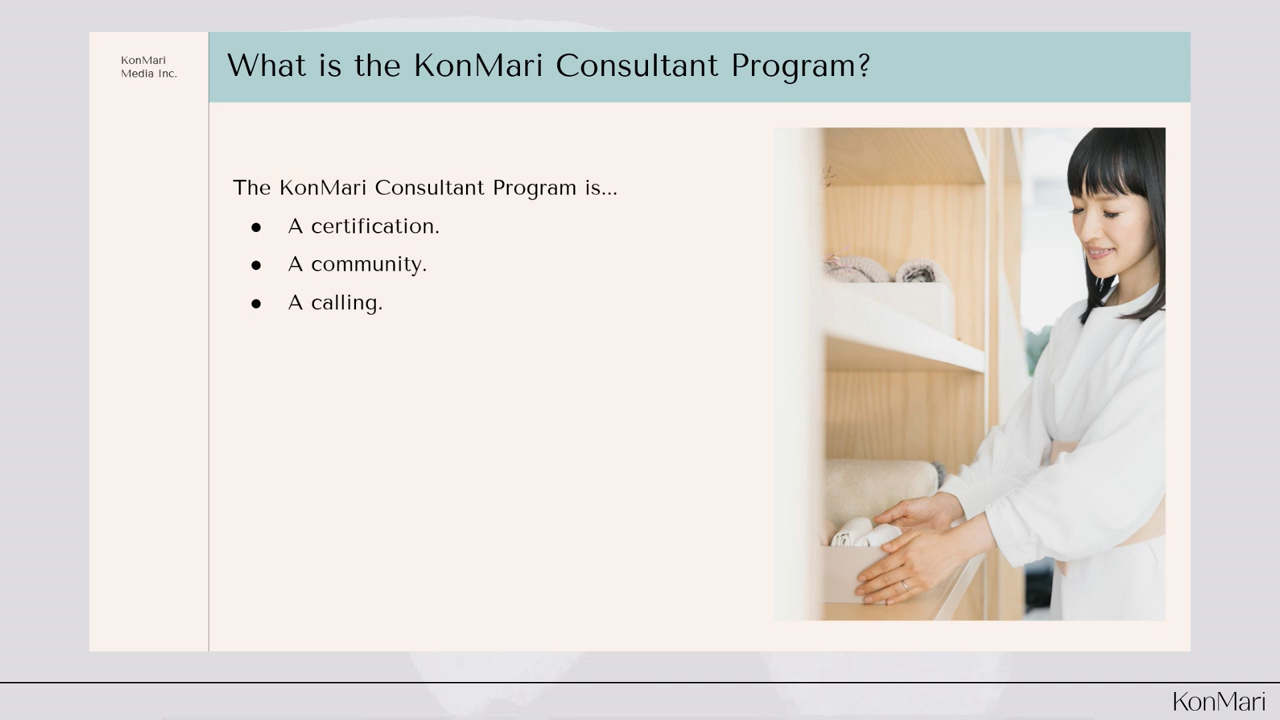 KonMari
Media Inc.
What is the KonMari Consultant Program?
The KonMari Consultant Program is...
● A certification.
● A community.
● A calling.
KonMari